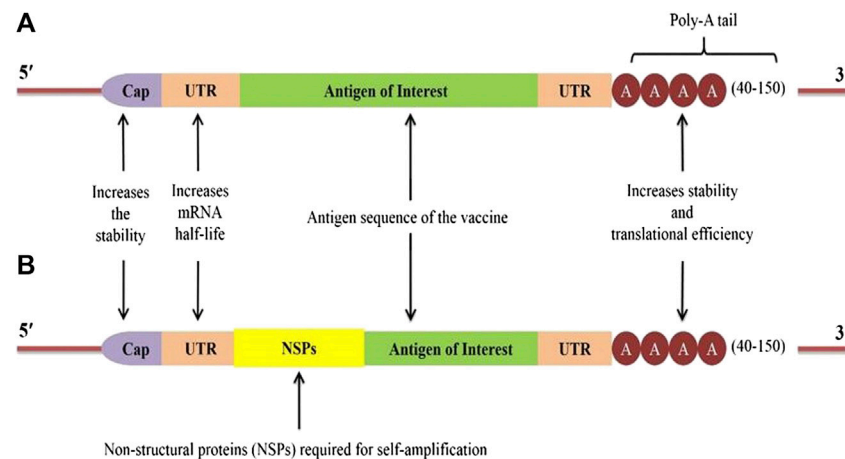 A
Poly-A tail
5′
Cap UTR Antigen of Interest UTR A A A A (40-150)
3
Increases
the
stability
Increases
mRNA
half-life
Antigen sequence of the vaccine
Increases stability
and
translational efficiency
B
5′
Cap UTR NSPs Antigen of Interest UTR A A A A (40-150)
3
Non-structural proteins (NSPs) required for self-amplification